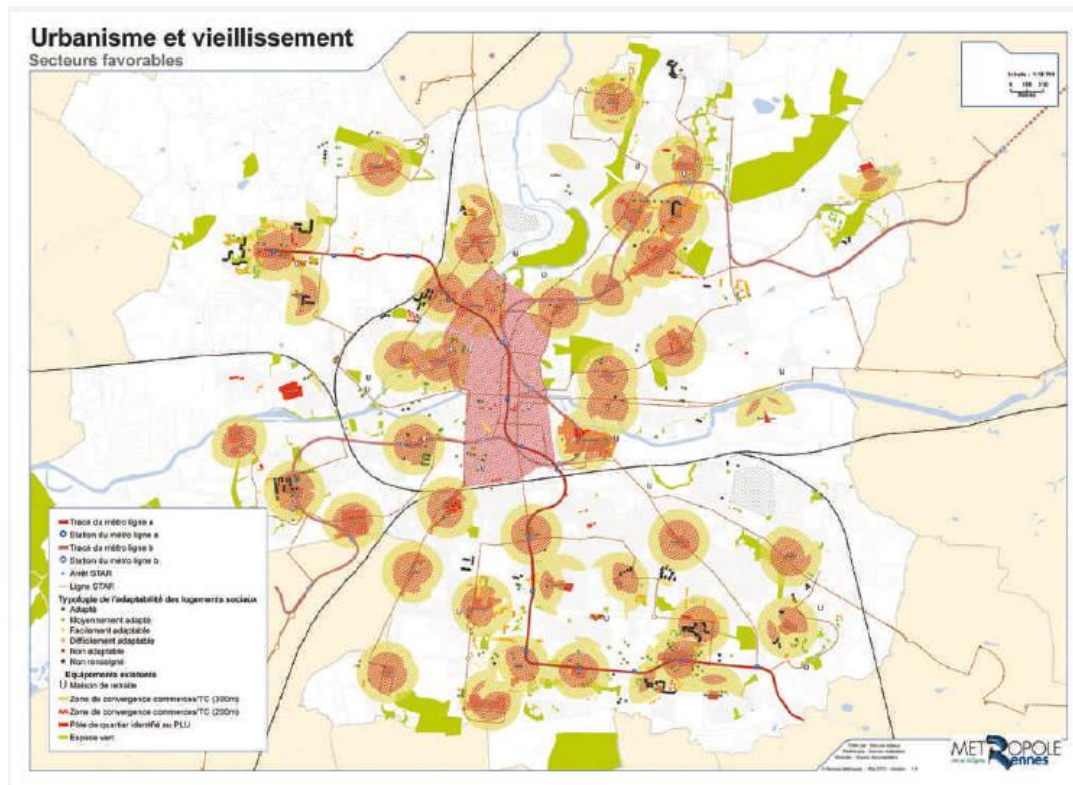 Urbanisme et vieillissement
Secteurs favorables
Mètres
Tracé du métro ligne a
Station du métro ligne a
Tracé du métro ligne b
Station du métro ligne b
Arrêt STAR
Ligne STAR
Typologie de l'adaptabilité des logements sociaux
Adapté
Moyennement adapté
Facilement adaptable
Difficilement adaptable
Non adaptable
Non renseigné
Equipements existants
U Maison de retraite
Zone de convergence commerces/TC (300m)
Zone de convergence commerces/TC (200m)
Pôle de quartier identifié au PLU
Espace vert
METROPOLE
Rennes